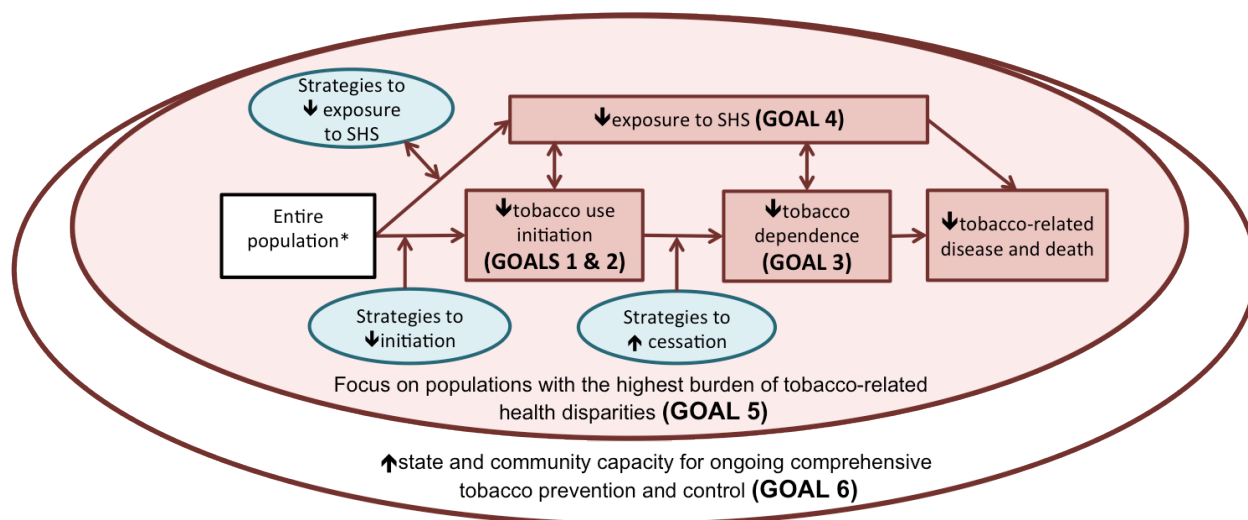 Strategies to
↓ exposure
to SHS
↓exposure to SHS (GOAL 4)
Entire
population*
↓tobacco use
initiation
(GOALS 1 & 2)
↓tobacco
dependence
(GOAL 3)
↓tobacco-related
disease and death
Strategies to
↓initiation
Strategies to
↑ cessation
Focus on populations with the highest burden of tobacco-related
health disparities (GOAL 5)
↑state and community capacity for ongoing comprehensive
tobacco prevention and control (GOAL 6)